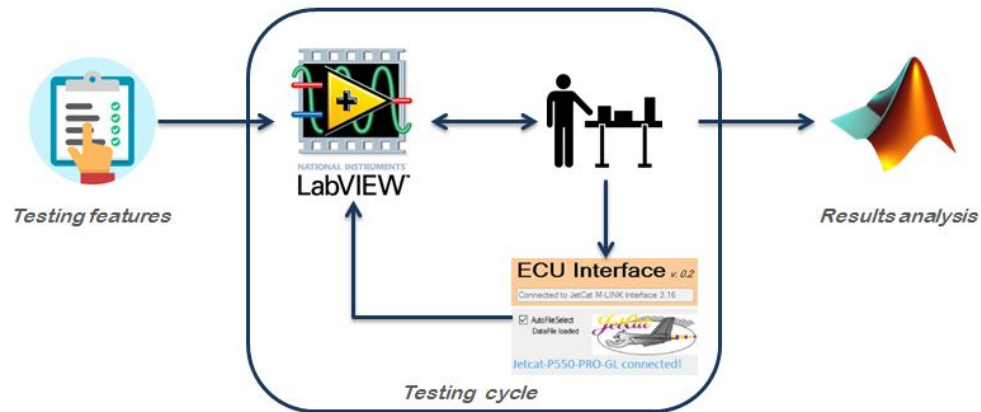 NATIONAL INSTRUMENTS
LabVIEW™
Testing features
Results analysis
ECU Interface v. 0.2
Connected to JetCat M-LINK Interface 3.16
AutoFileSelect
DataFile loaded
JetCat
Jetcat-P550-PRO-GL connected!
Testing cycle